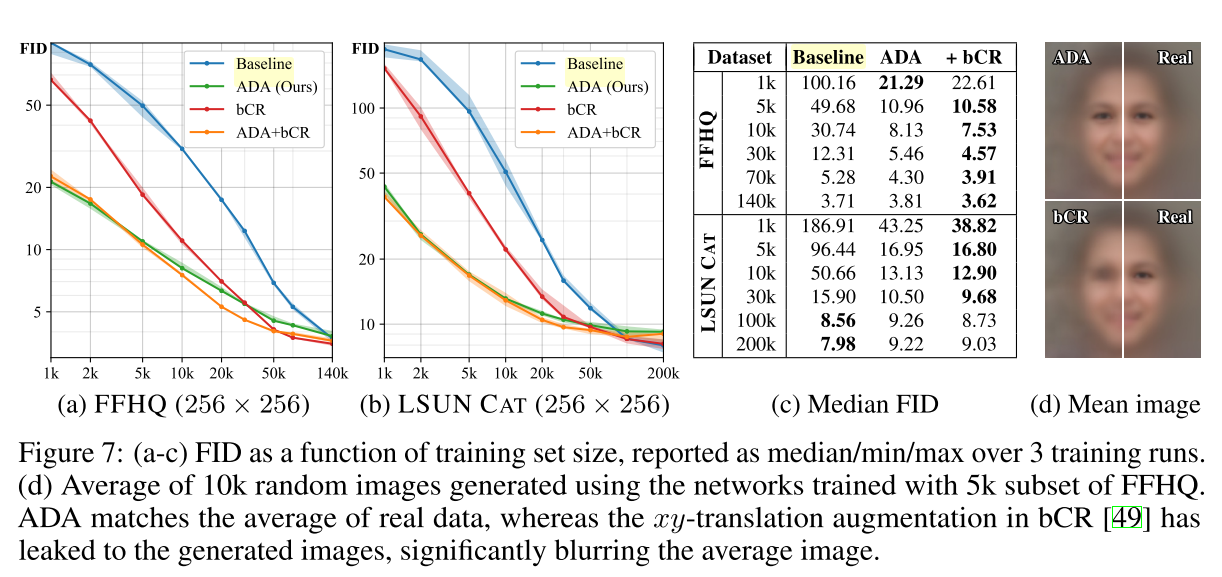 FID
50
20
10
5
1k 2k 5k 10k 20k 50k 140k
Baseline
ADA (Ours)
bCR
ADA+bCR
(a) FFHQ (256 × 256)
FID
100
50
20
10
1k 2k 5k 10k 20k 50k 200k
Baseline
ADA (Ours)
bCR
ADA+bCR
(b) LSUN CAT (256 × 256)
Dataset Baseline ADA + bCR
FFHQ
1k 100.16 21.29 22.61
5k 49.68 10.96 10.58
10k 30.74 8.13 7.53
30k 12.31 5.46 4.57
70k 5.28 4.30 3.91
140k 3.71 3.81 3.62
LSUN CAT
1k 186.91 43.25 38.82
5k 96.44 16.95 16.80
10k 50.66 13.13 12.90
30k 15.90 10.50 9.68
100k 8.56 9.26 8.73
200k 7.98 9.22 9.03
(c) Median FID
ADA Real
bCR Real
(d) Mean image
Figure 7: (a-c) FID as a function of training set size, reported as median/min/max over 3 training runs.
(d) Average of 10k random images generated using the networks trained with 5k subset of FFHQ.
ADA matches the average of real data, whereas the xy-translation augmentation in bCR [49] has
leaked to the generated images, significantly blurring the average image.